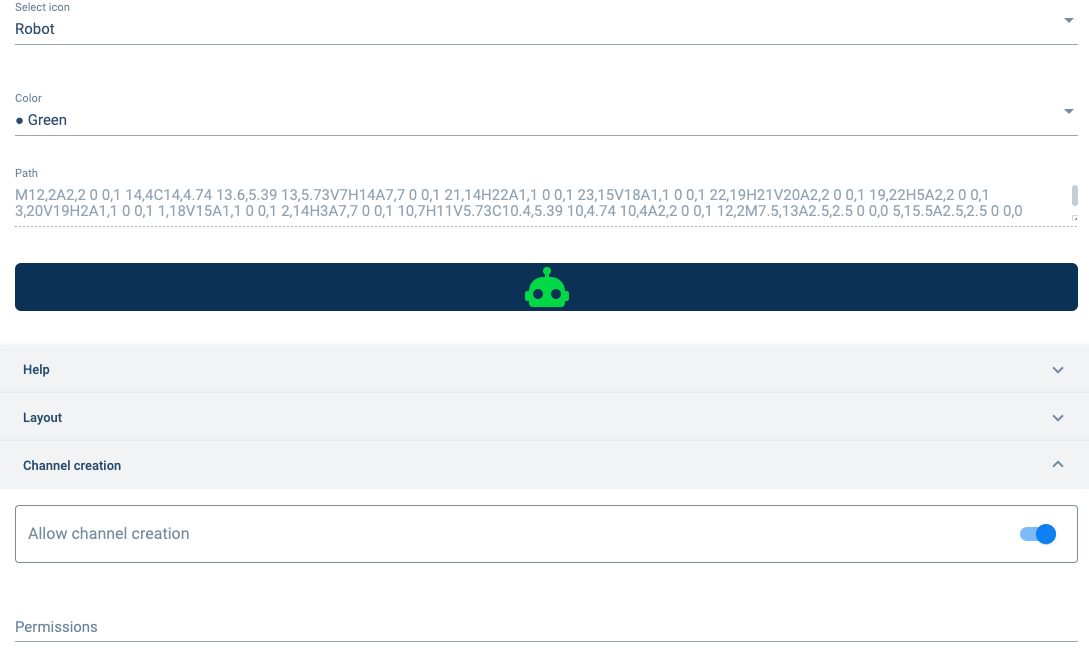 Select icon
Robot
Color
● Green
Path
M12,2A2,2 0 0,1 14,4C14,4.74 13.6,5.39 13,5.73V7H14A7,7 0 0,1 21,14H22A1,1 0 0,1 23,15V18A1,1 0 0,1 22,19H21V20A2,2 0 0,1 19,22H5A2,2 0 0,1
3,20V19H2A1,1 0 0,1 1,18V15A1,1 0 0,1 2,14H3A7,7 0 0,1 10,7H11V5.73C10.4,5.39 10,4.74 10,4A2,2 0 0,1 12,2M7.5,13A2.5,2.5 0 0,0 5,15.5A2.5,2.5 0 0,0
Help
Layout
Channel creation
Allow channel creation
Permissions